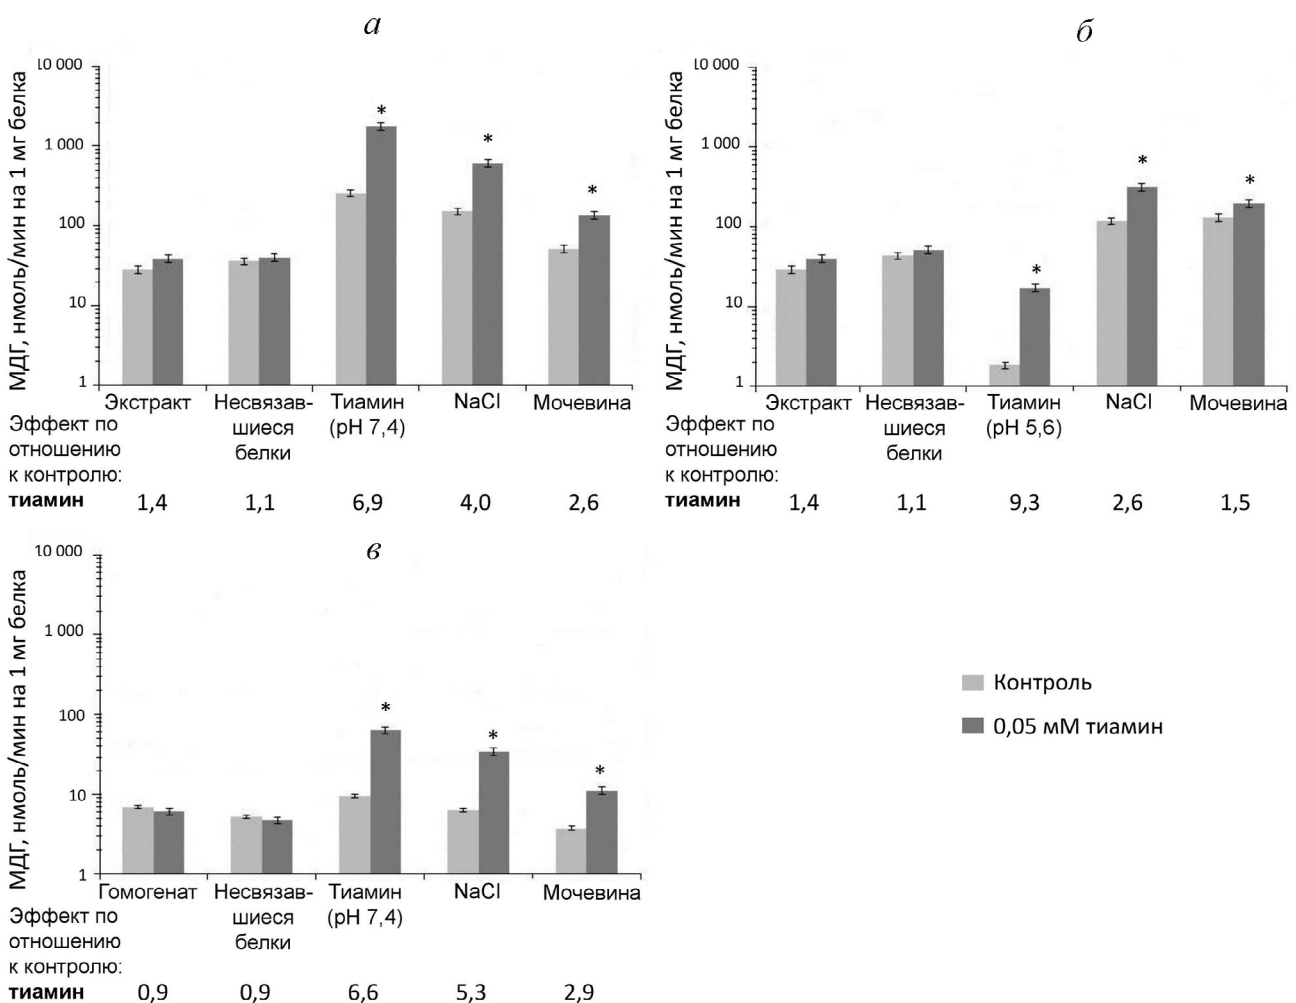 а
МДГ, нмоль/мин на 1 мг белка
10 000
1 000
100
10
1
*
*
*
Экстракт Несвязав- Тиамин NaCl Мочевина
шиеся (pH 7,4)
белки
Эффект по
отношению
к контролю:
тиамин 1,4 1,1 6,9 4,0 2,6
б
МДГ, нмоль/мин на 1 мг белка
10 000
1 000
100
10
1
*
*
*
Экстракт Несвязав- Тиамин NaCl Мочевина
шиеся (pH 5,6)
белки
Эффект по
отношению
к контролю:
тиамин 1,4 1,1 9,3 2,6 1,5
в
МДГ, нмоль/мин на 1 мг белка
10 000
1 000
100
10
1
*
*
*
Гомогенат Несвязав- Тиамин NaCl Мочевина
шиеся (pH 7,4)
белки
Эффект по
отношению
к контролю:
тиамин 0,9 0,9 6,6 5,3 2,9
Контроль
0,05 мМ тиамин